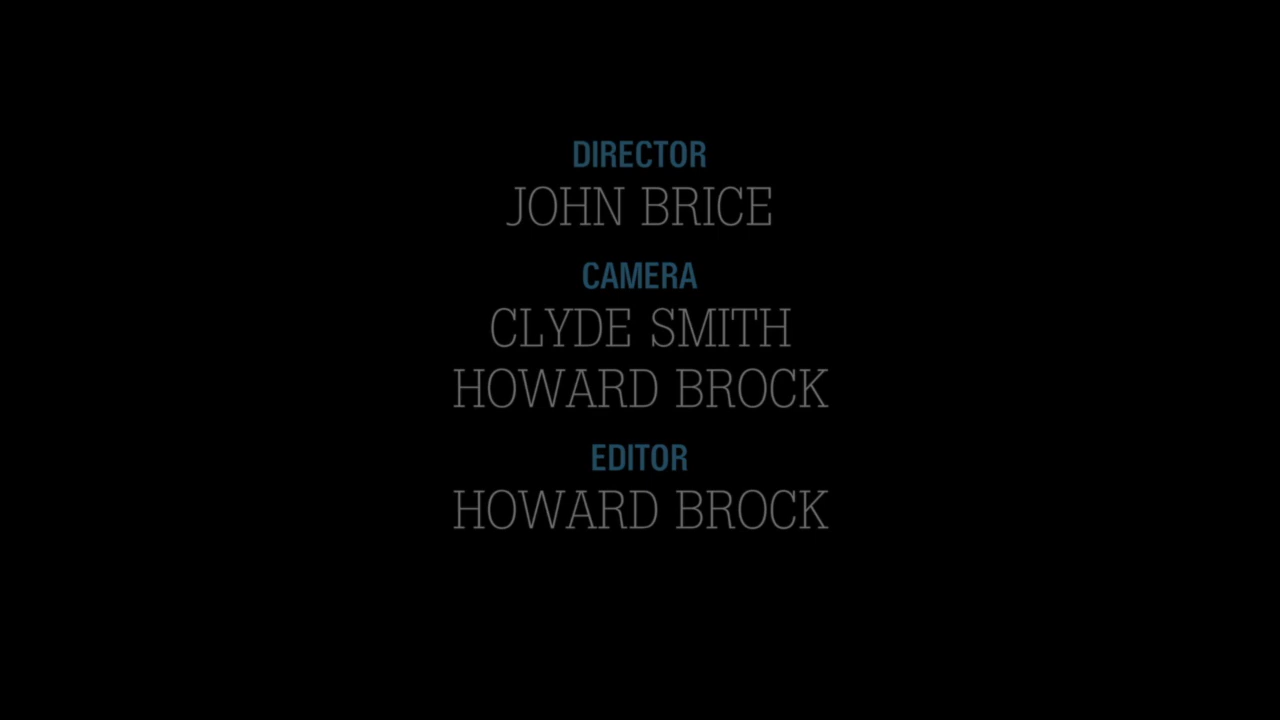 DIRECTOR
JOHN BRICE
CAMERA
CLYDE SMITH
HOWARD BROCK
EDITOR
HOWARD BROCK